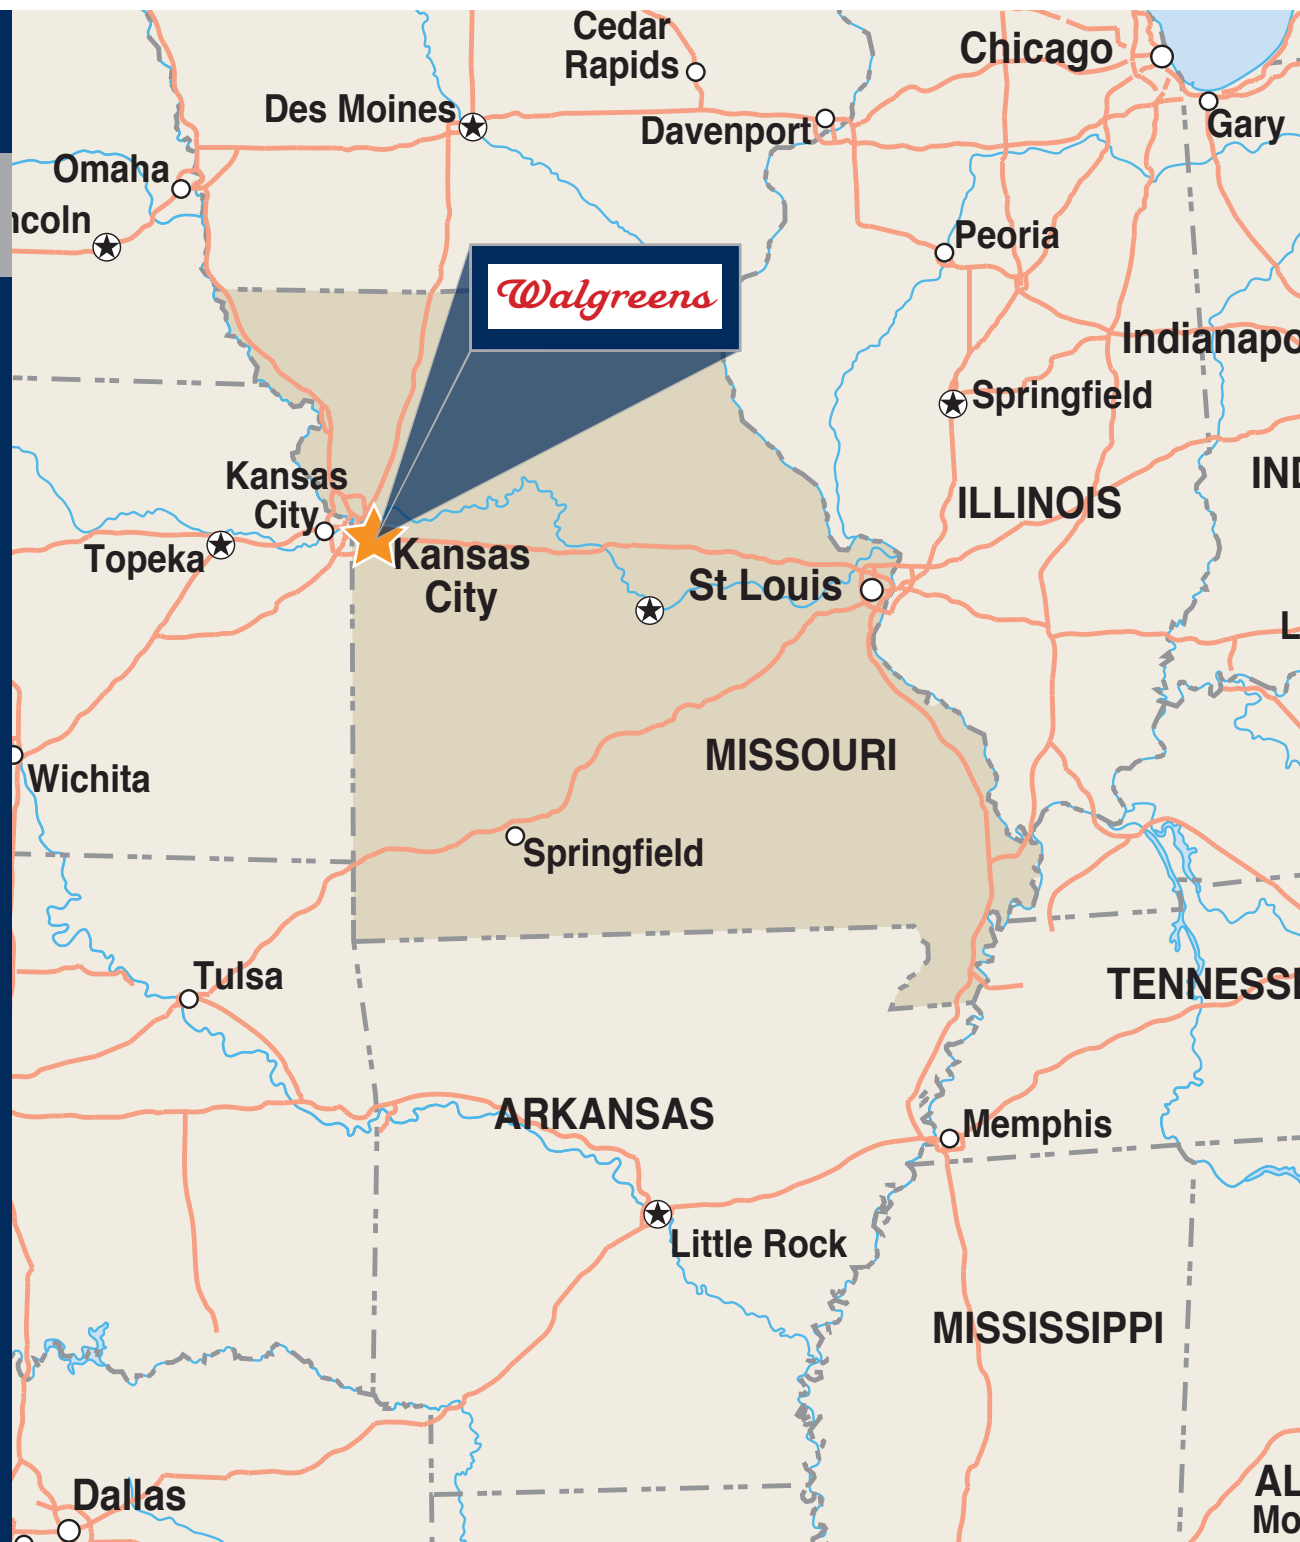 Cedar
Rapids
Chicago
Des Moines
Davenport
Gary
Omaha
ncoln
Peoria
Walgreens
Indianapo
Springfield
Kansas
City
IND
ILLINOIS
Topeka
Kansas
City
St Louis
L
MISSOURI
Wichita
Springfield
Tulsa
TENNESSE
ARKANSAS
Memphis
Little Rock
MISSISSIPPI
Dallas
AL
Mo